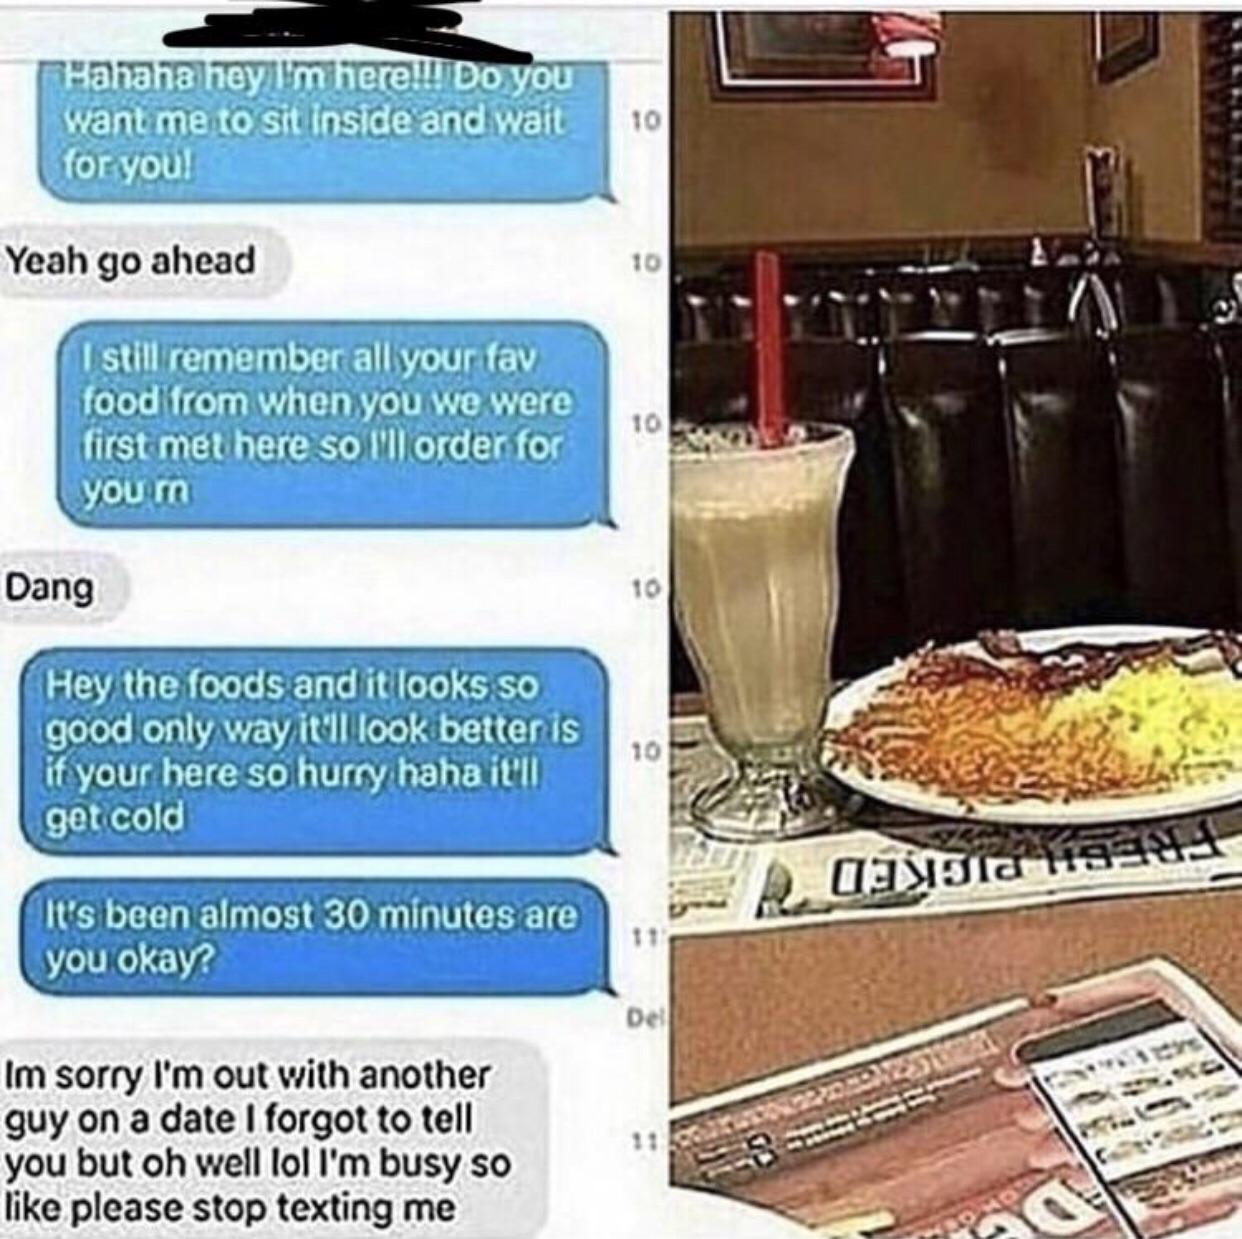 Hahaha hey I'm here!!! Do you
want me to sit inside and wait
for you!
10
Yeah go ahead
10
I still remember all your fav
food from when you we were
first met here so I'll order for
you rn
10
Dang
10
Hey the foods and it looks so
good only way it'll look better is
if your here so hurry haha it'll
get cold
10
It's been almost 30 minutes are
you okay?
11
Del
Im sorry I'm out with another
guy on a date I forgot to tell
you but oh well lol I'm busy so
like please stop texting me
11
FRESH PICKED